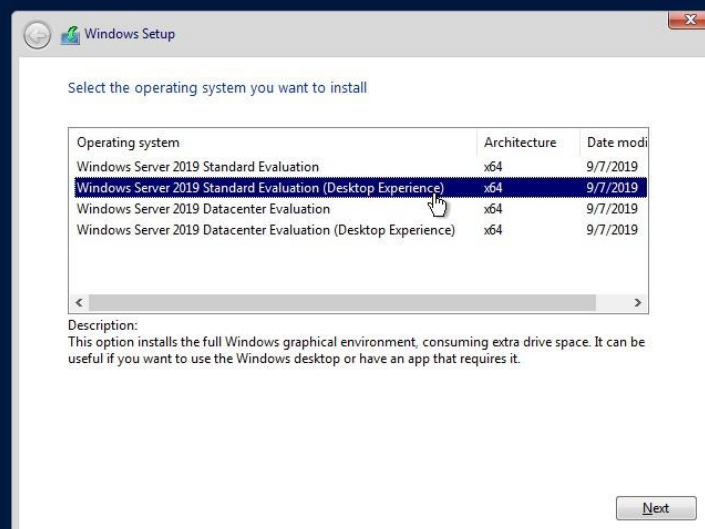 Windows Setup
Select the operating system you want to install
Operating system Architecture Date modi
Windows Server 2019 Standard Evaluation x64 9/7/2019
Windows Server 2019 Standard Evaluation (Desktop Experience) x64 9/7/2019
Windows Server 2019 Datacenter Evaluation x64 9/7/2019
Windows Server 2019 Datacenter Evaluation (Desktop Experience) x64 9/7/2019
Description:
This option installs the full Windows graphical environment, consuming extra drive space. It can be
useful if you want to use the Windows desktop or have an app that requires it.
Next